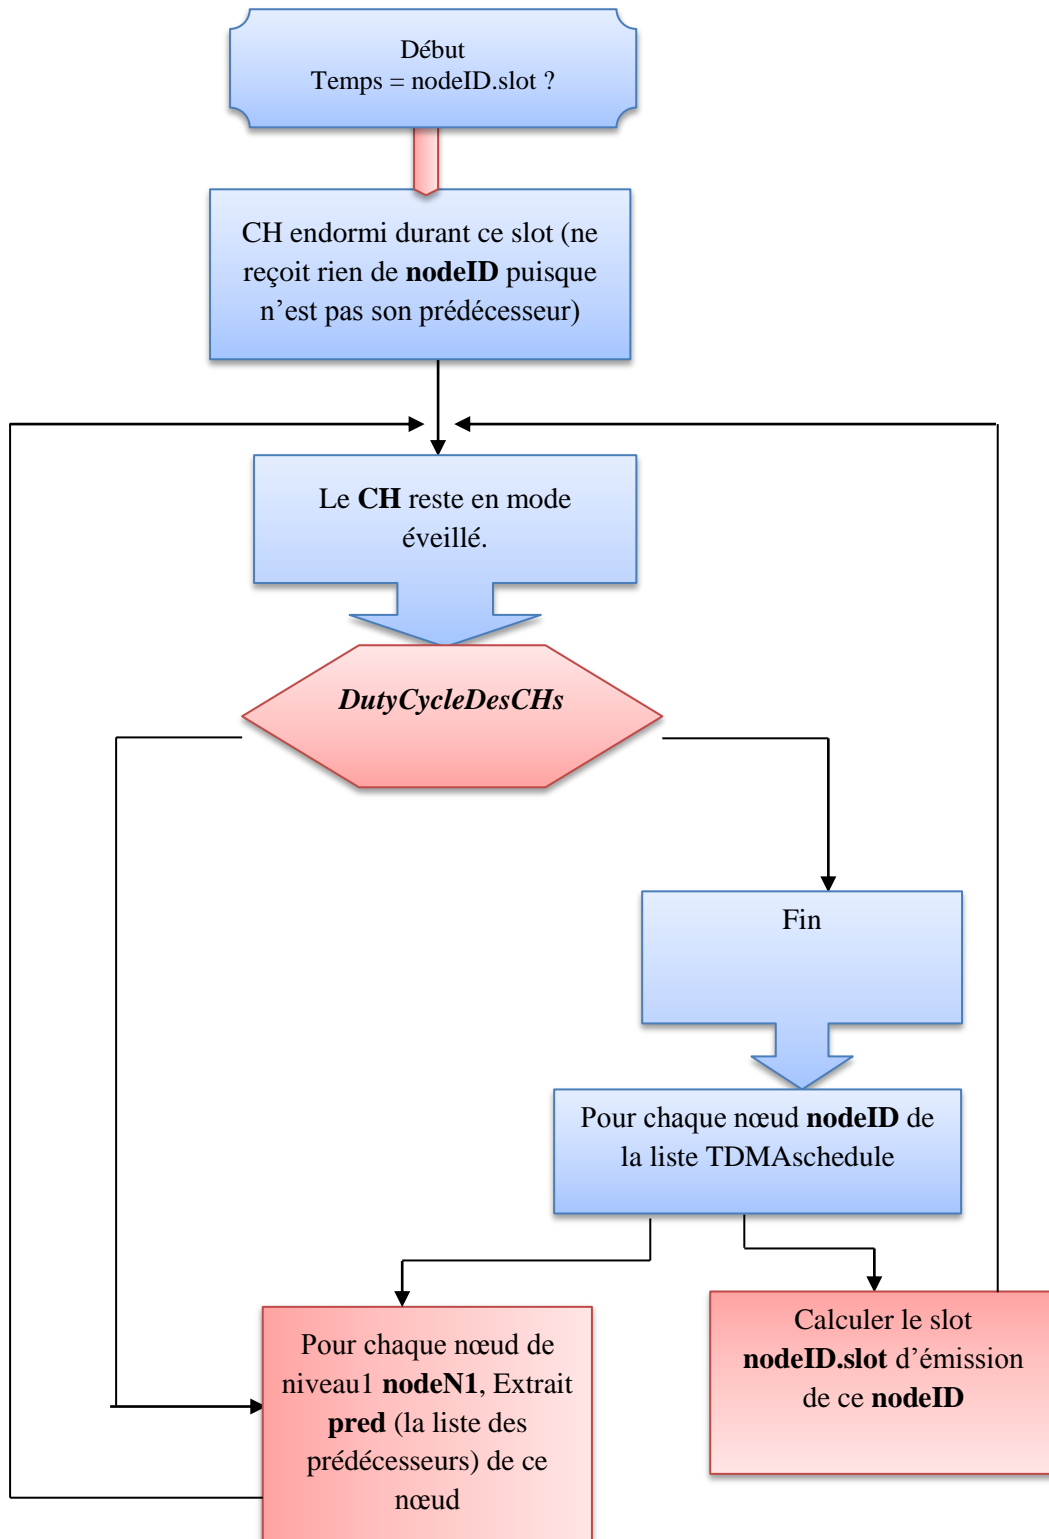 Début
Temps = nodeID.slot ?
CH endormi durant ce slot (ne
reçoit rien de nodeID puisque
n’est pas son prédécesseur)
Le CH reste en mode
éveillé.
DutyCycleDesCHs
Fin
Pour chaque nœud nodeID de
la liste TDMAschedule
Pour chaque nœud de
niveau1 nodeN1, Extrait
pred (la liste des
prédécesseurs) de ce
nœud
Calculer le slot
nodeID.slot d’émission
de ce nodeID